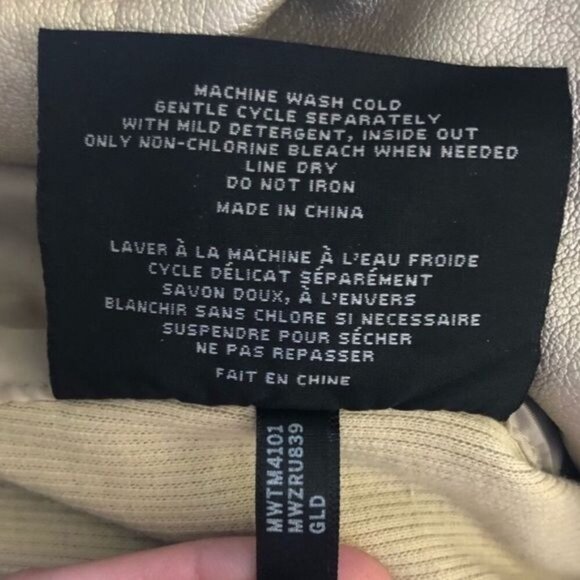 MACHINE WASH COLD
GENTLE CYCLE SEPARATELY
WITH MILD DETERGENT, INSIDE OUT
ONLY NON-CHLORINE BLEACH WHEN NEEDED
LINE DRY
DO NOT IRON
MADE IN CHINA
LAVER À LA MACHINE À L'EAU FROIDE
CYCLE DÉLICAT SÉPARÉMENT
SAVON DOUX, À L'ENVERS
BLANCHIR SANS CHLORE SI NECESSAIRE
SUSPENDRE POUR SÉCHER
NE PAS REPASSER
FAIT EN CHINE
MWTM4101
MWZRU839
GLD